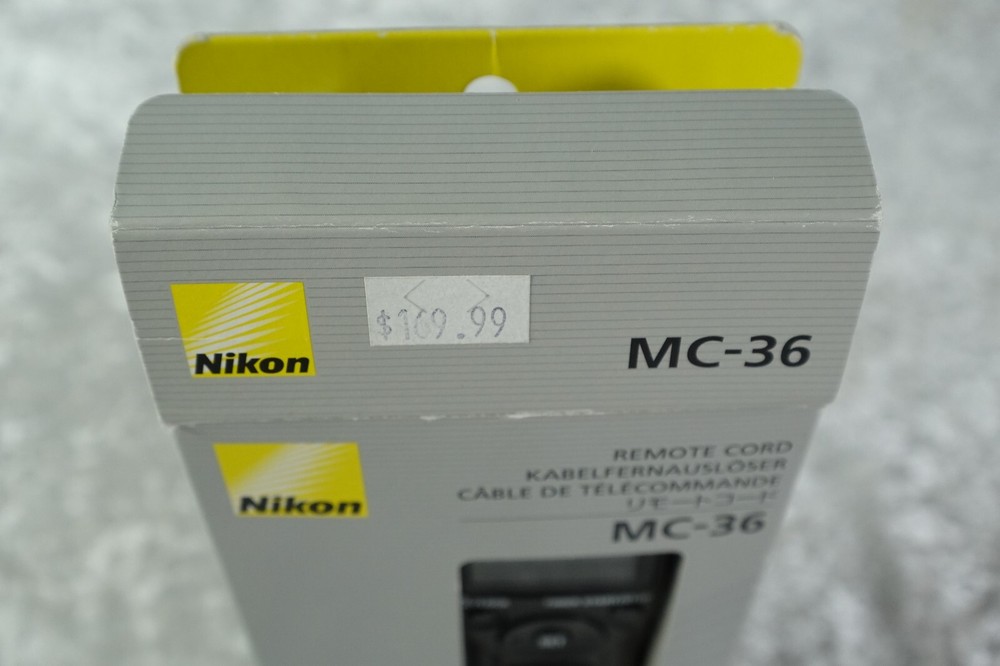 Nikon
$169.99
MC-36
Nikon
REMOTE CORD
KABELFERNAUSLÖSER
CÂBLE DE TÉLÉCOMMANDE
リモートコード
MC-36